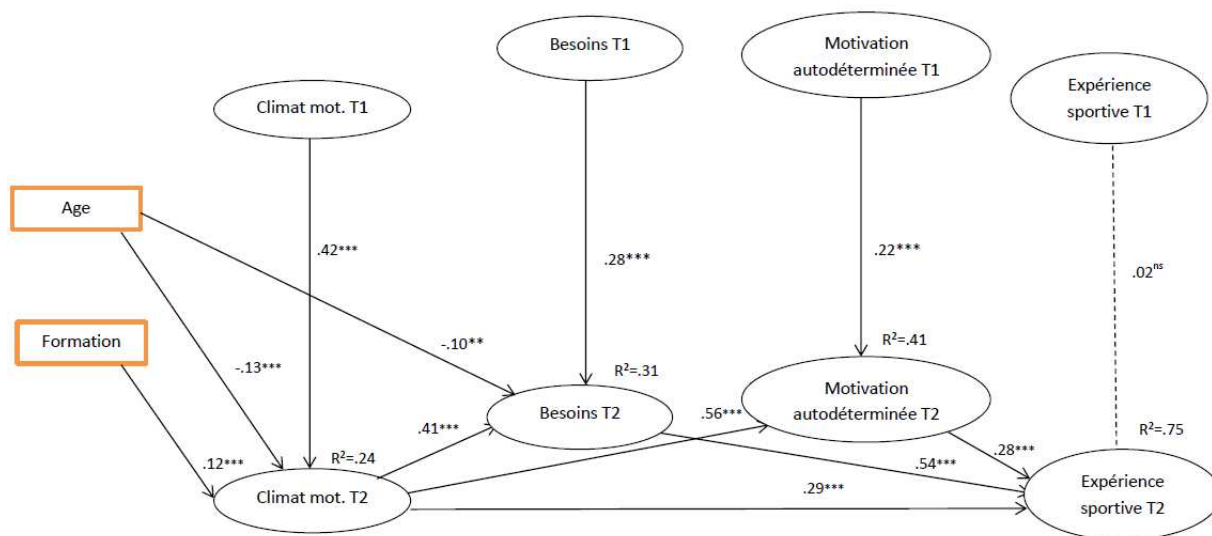 Besoins T1
Motivation
autodéterminée T1
Expérience
sportive T1
Climat mot. T1
Age
.42***
.28***
.22***
.02ns
Formation
-.13***
-.10**
R²=.31
R²=.41
Besoins T2
Motivation
autodéterminée T2
.12***
R²=.24
.41***
.56***
.28***
R²=.75
.54***
.29***
Climat mot. T2
Expérience
sportive T2